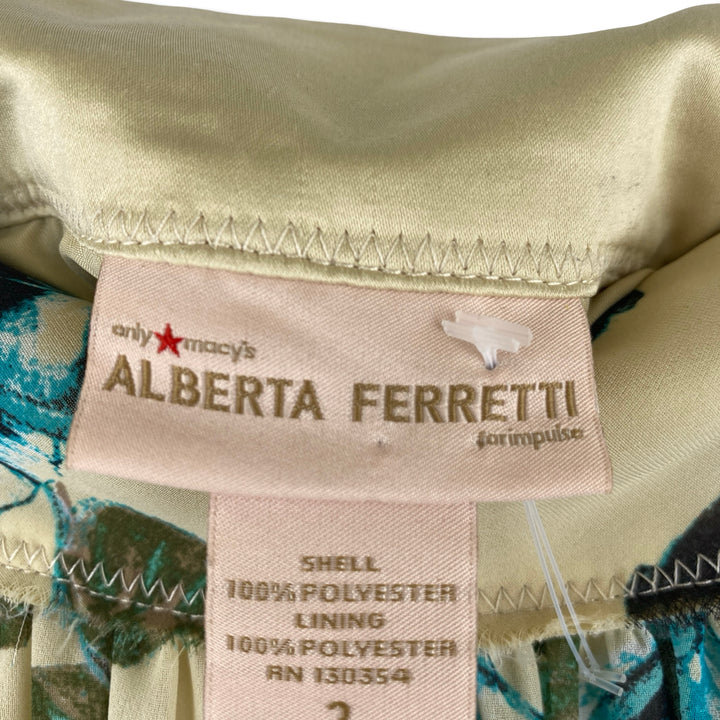 only macy's
ALBERTA FERRETTI
forimpulse
SHELL
100% POLYESTER
LINING
100% POLYESTER
RN 130354